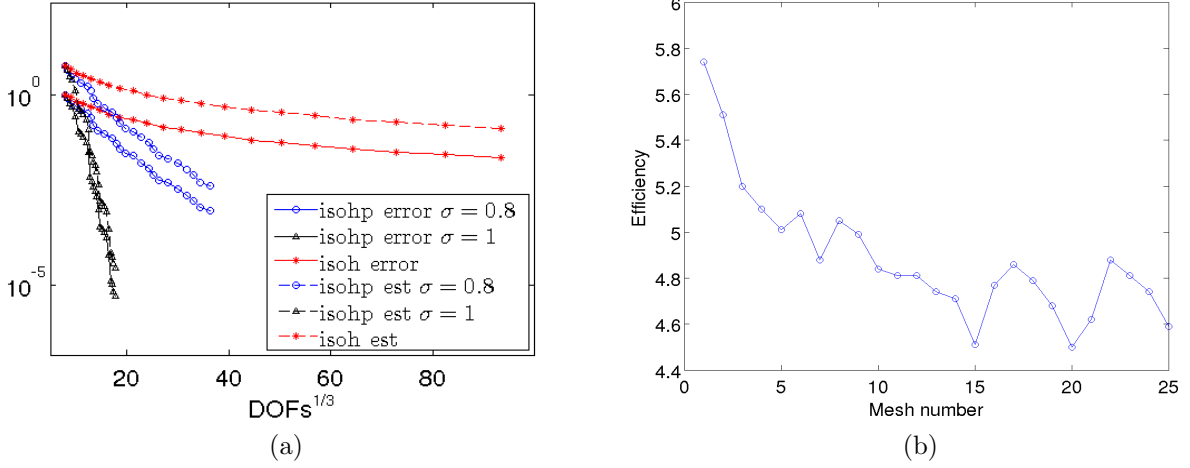 10^0
10^-5
20
40
60
80
DOFs^1/3
isohp error σ = 0.8
isohp error σ = 1
isoh error
isohp est σ = 0.8
isohp est σ = 1
isoh est
(a)
6
5.8
5.6
5.4
5.2
5
4.8
4.6
4.4
Efficiency
0
5
10
15
20
25
Mesh number
(b)